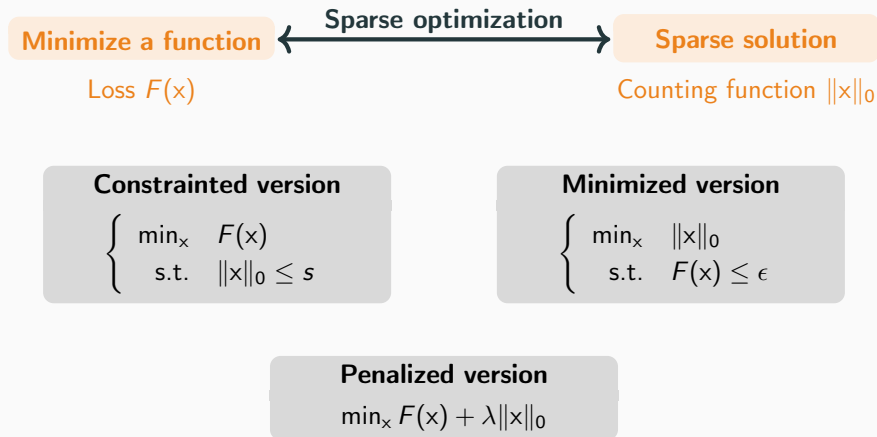 Sparse optimization
Minimize a function
Sparse solution
Loss F(x)
Counting function ‖x‖₀
Constrainted version
{ minₓ F(x)
s.t. ‖x‖₀ ≤ s
Minimized version
{ minₓ ‖x‖₀
s.t. F(x) ≤ ϵ
Penalized version
minₓ F(x) + λ‖x‖₀